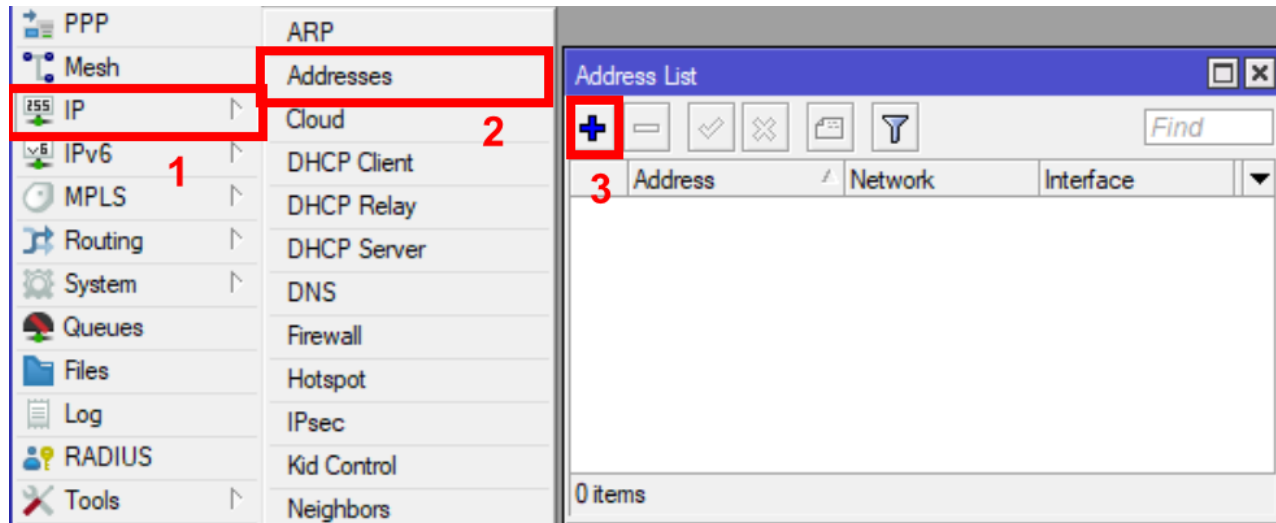 PPP
Mesh
255
IP
1
v6
IPv6
MPLS
Routing
System
Queues
Files
Log
RADIUS
Tools
ARP
Addresses
2
Cloud
DHCP Client
DHCP Relay
DHCP Server
DNS
Firewall
Hotspot
IPsec
Kid Control
Neighbors
Address List
Find
3
Address Network Interface
0 items